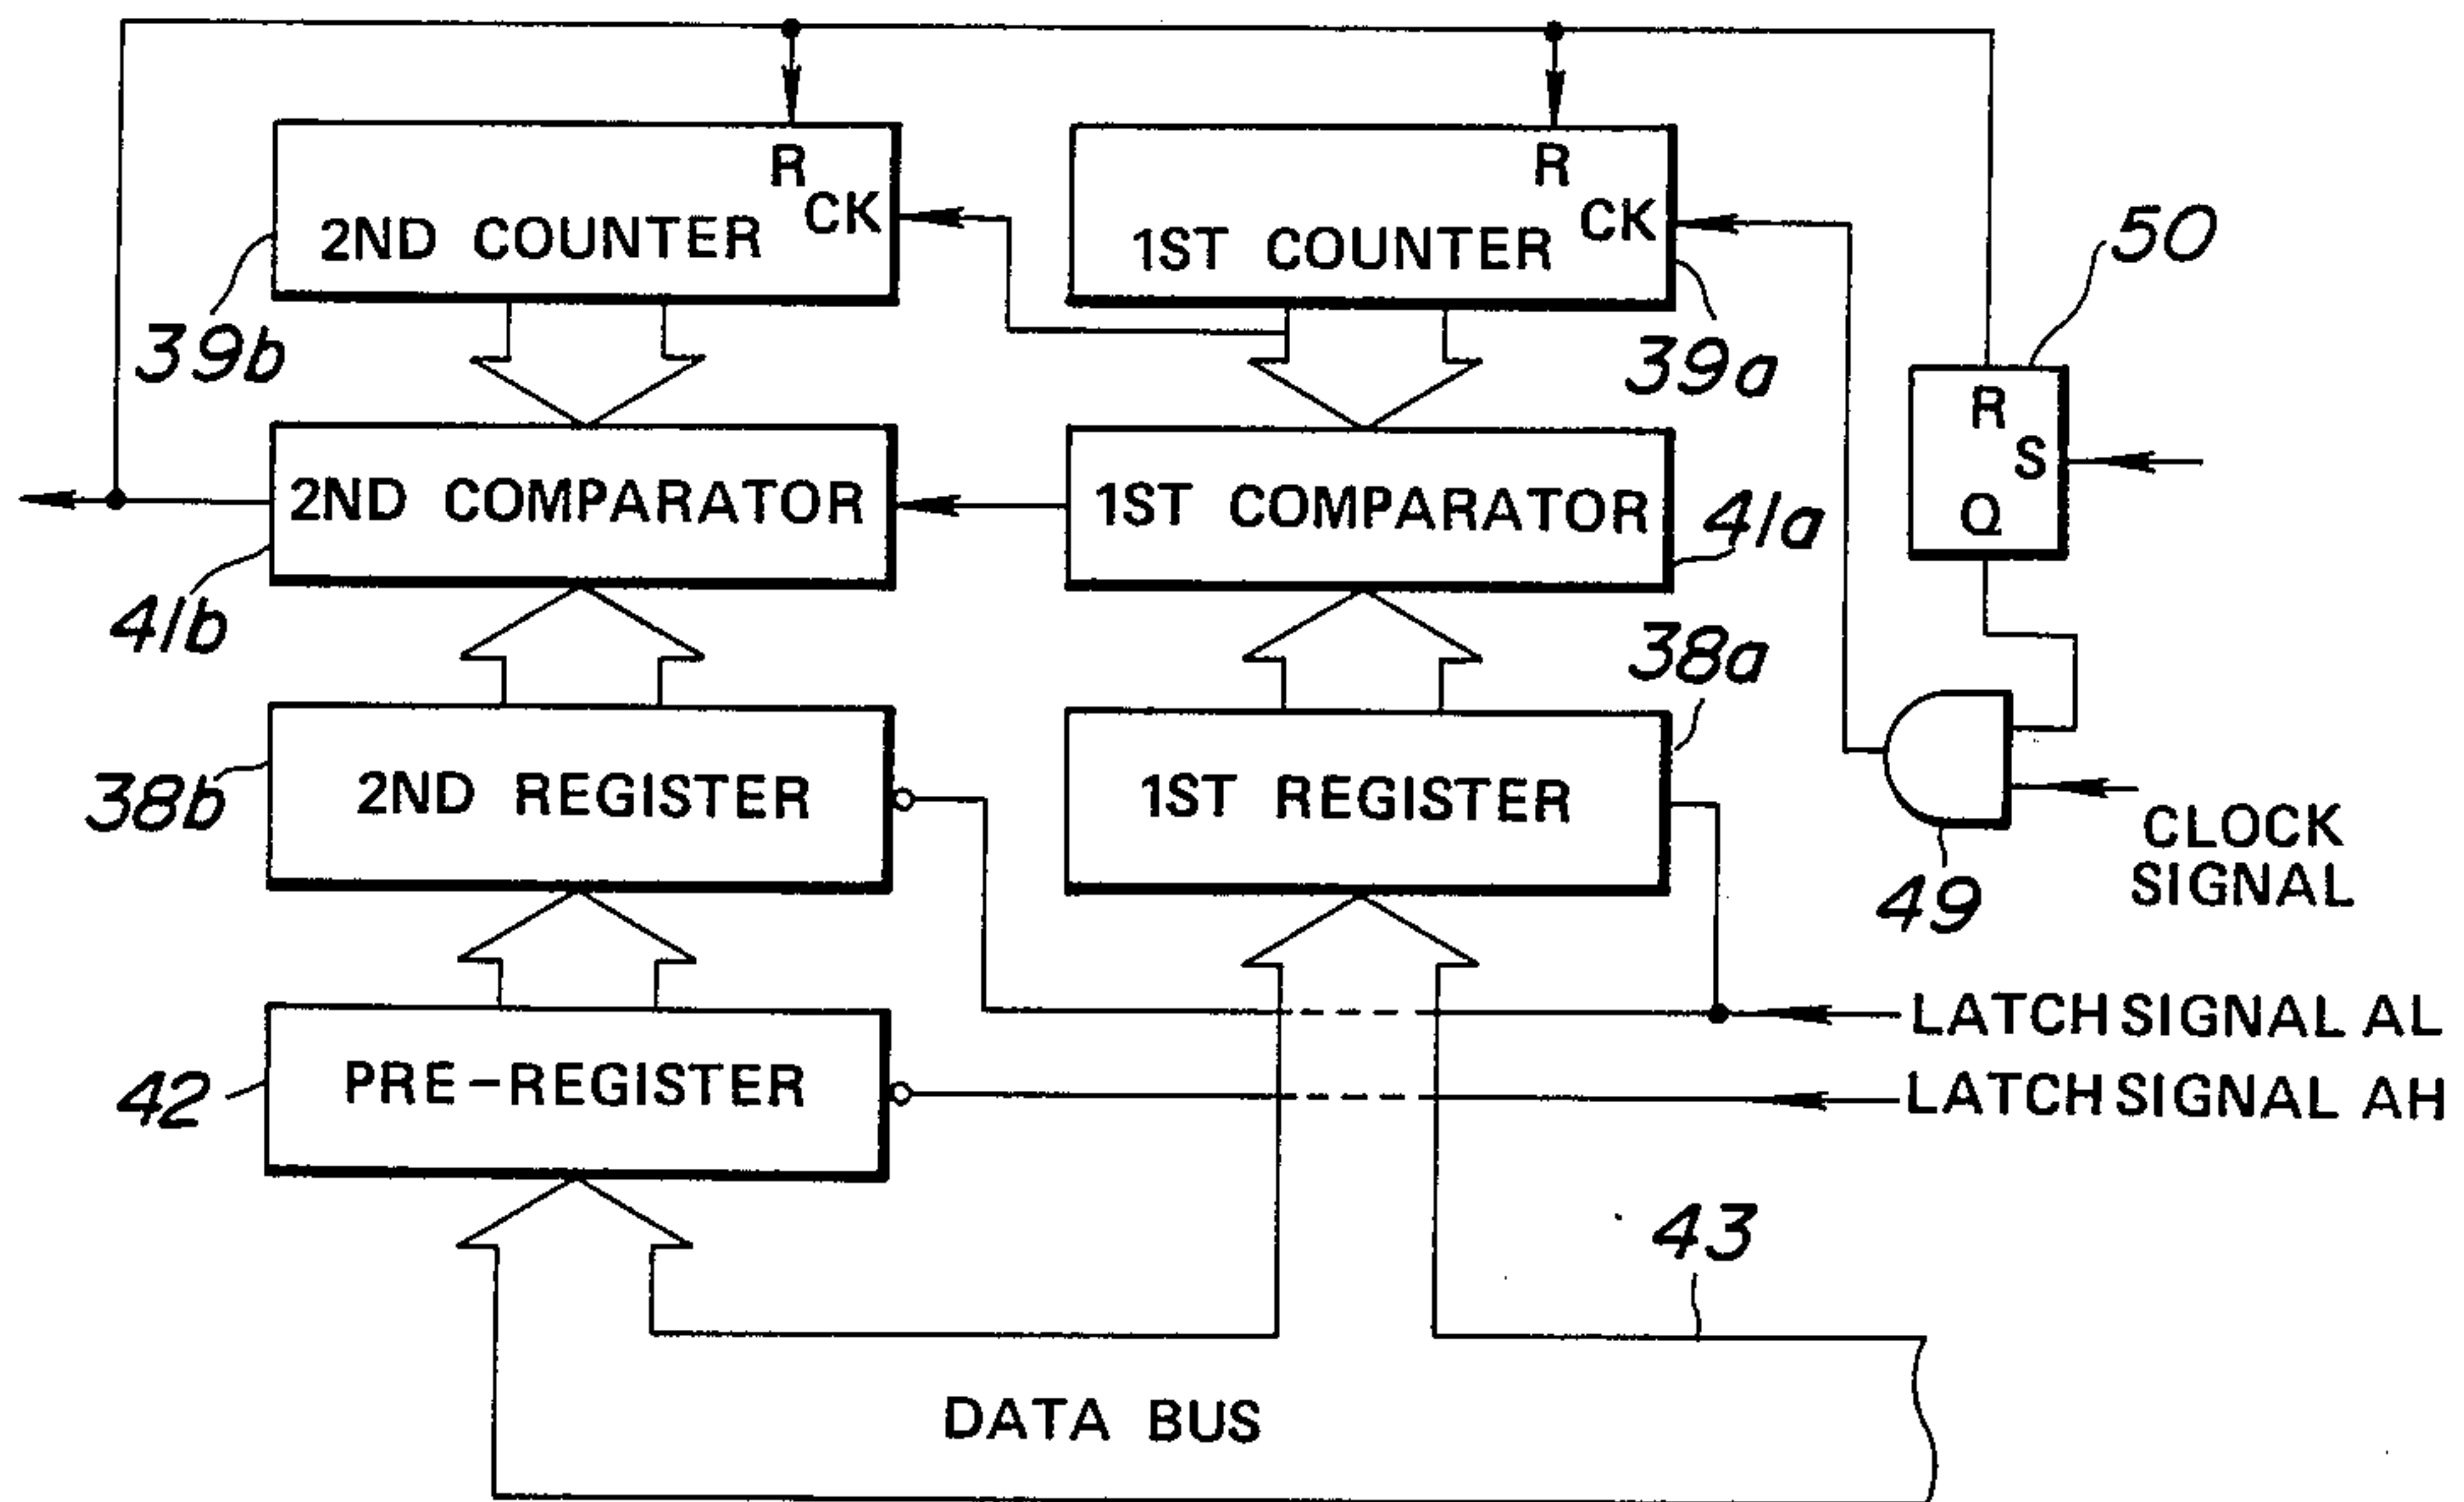 R
R
CK
CK
2ND COUNTER
1ST COUNTER
50
39b
39a
R
S
Q
2ND COMPARATOR
1ST COMPARATOR
41a
41b
38a
38b
2ND REGISTER
1ST REGISTER
CLOCK
SIGNAL
49
LATCH SIGNAL AL
LATCH SIGNAL AH
42
PRE-REGISTER
43
DATA BUS